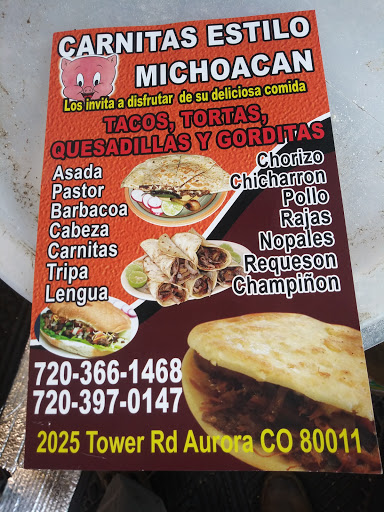 CARNITAS ESTILO
MICHOACAN
Los invita a disfrutar de su deliciosa comida
TACOS, TORTAS,
QUESADILLAS Y GORDITAS
Asada
Pastor
Barbacoa
Cabeza
Carnitas
Tripa
Lengua
Chorizo
Chicharron
Pollo
Rajas
Nopales
Requeson
Champiñon
720-366-1468
720-397-0147
2025 Tower Rd Aurora CO 80011